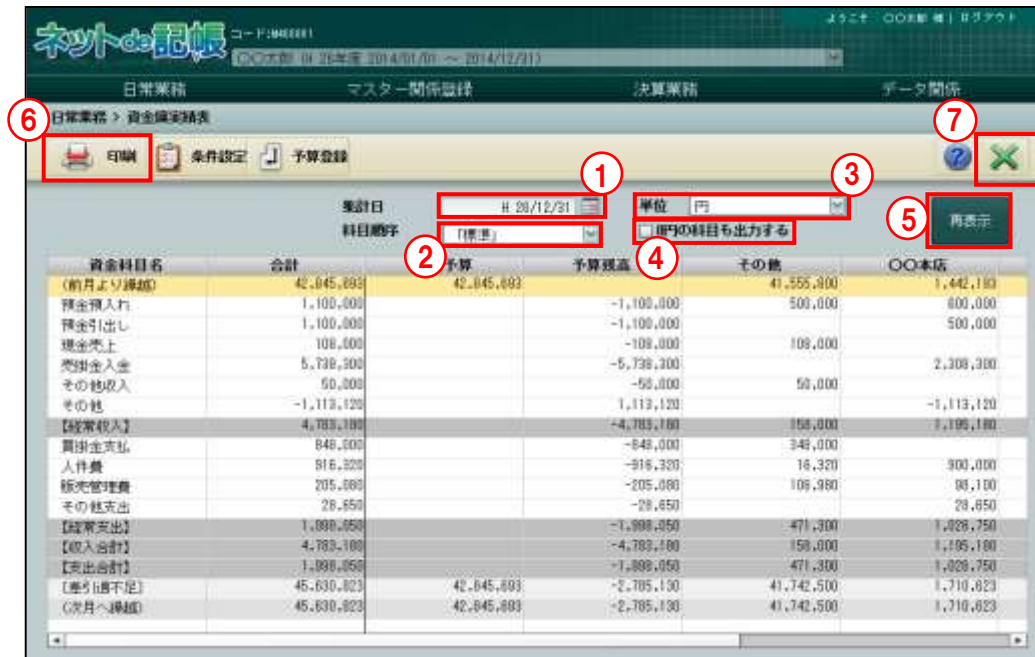 ようこそ 〇〇太郎 様 | ログアウト
ネットde記帳 コード:
〇〇太郎 (H 26年度 2014/01/01 ～ 2014/12/31)
日常業務 マスター関係登録 決算業務 データ関係
日常業務 > 資金繰実績表
⑥ ⑦
印刷 条件設定 予算登録 ?
① ③
集計日 H 26/12/31 単位 円
⑤ 再表示
科目順序 「標準」 0円の科目も出力する
② ④
資金科目名 合計 予算 予算残高 その他 〇〇本店
(前月より繰越) 42,845,693 42,845,693 41,555,800 1,442,193
預金預入れ 1,100,000 -1,100,000 500,000 600,000
預金引出し 1,100,000 -1,100,000 500,000
現金売上 108,000 -108,000 108,000
売掛金入金 5,738,300 -5,738,300 2,308,300
その他収入 50,000 -50,000 50,000
その他 -1,113,120 1,113,120 -1,113,120
【経常収入】 4,783,180 -4,783,180 158,000 1,195,180
買掛金支払 848,000 -848,000 348,000
人件費 916,320 -916,320 16,320 900,000
販売管理費 205,080 -205,080 106,980 98,100
その他支出 28,650 -28,650 28,650
【経常支出】 1,998,050 -1,998,050 471,300 1,026,750
【収入合計】 4,783,180 -4,783,180 158,000 1,195,180
【支出合計】 1,998,050 -1,998,050 471,300 1,026,750
[差引過不足] 45,630,823 42,845,693 -2,785,130 41,742,500 1,710,623
(次月へ繰越) 45,630,823 42,845,693 -2,785,130 41,742,500 1,710,623